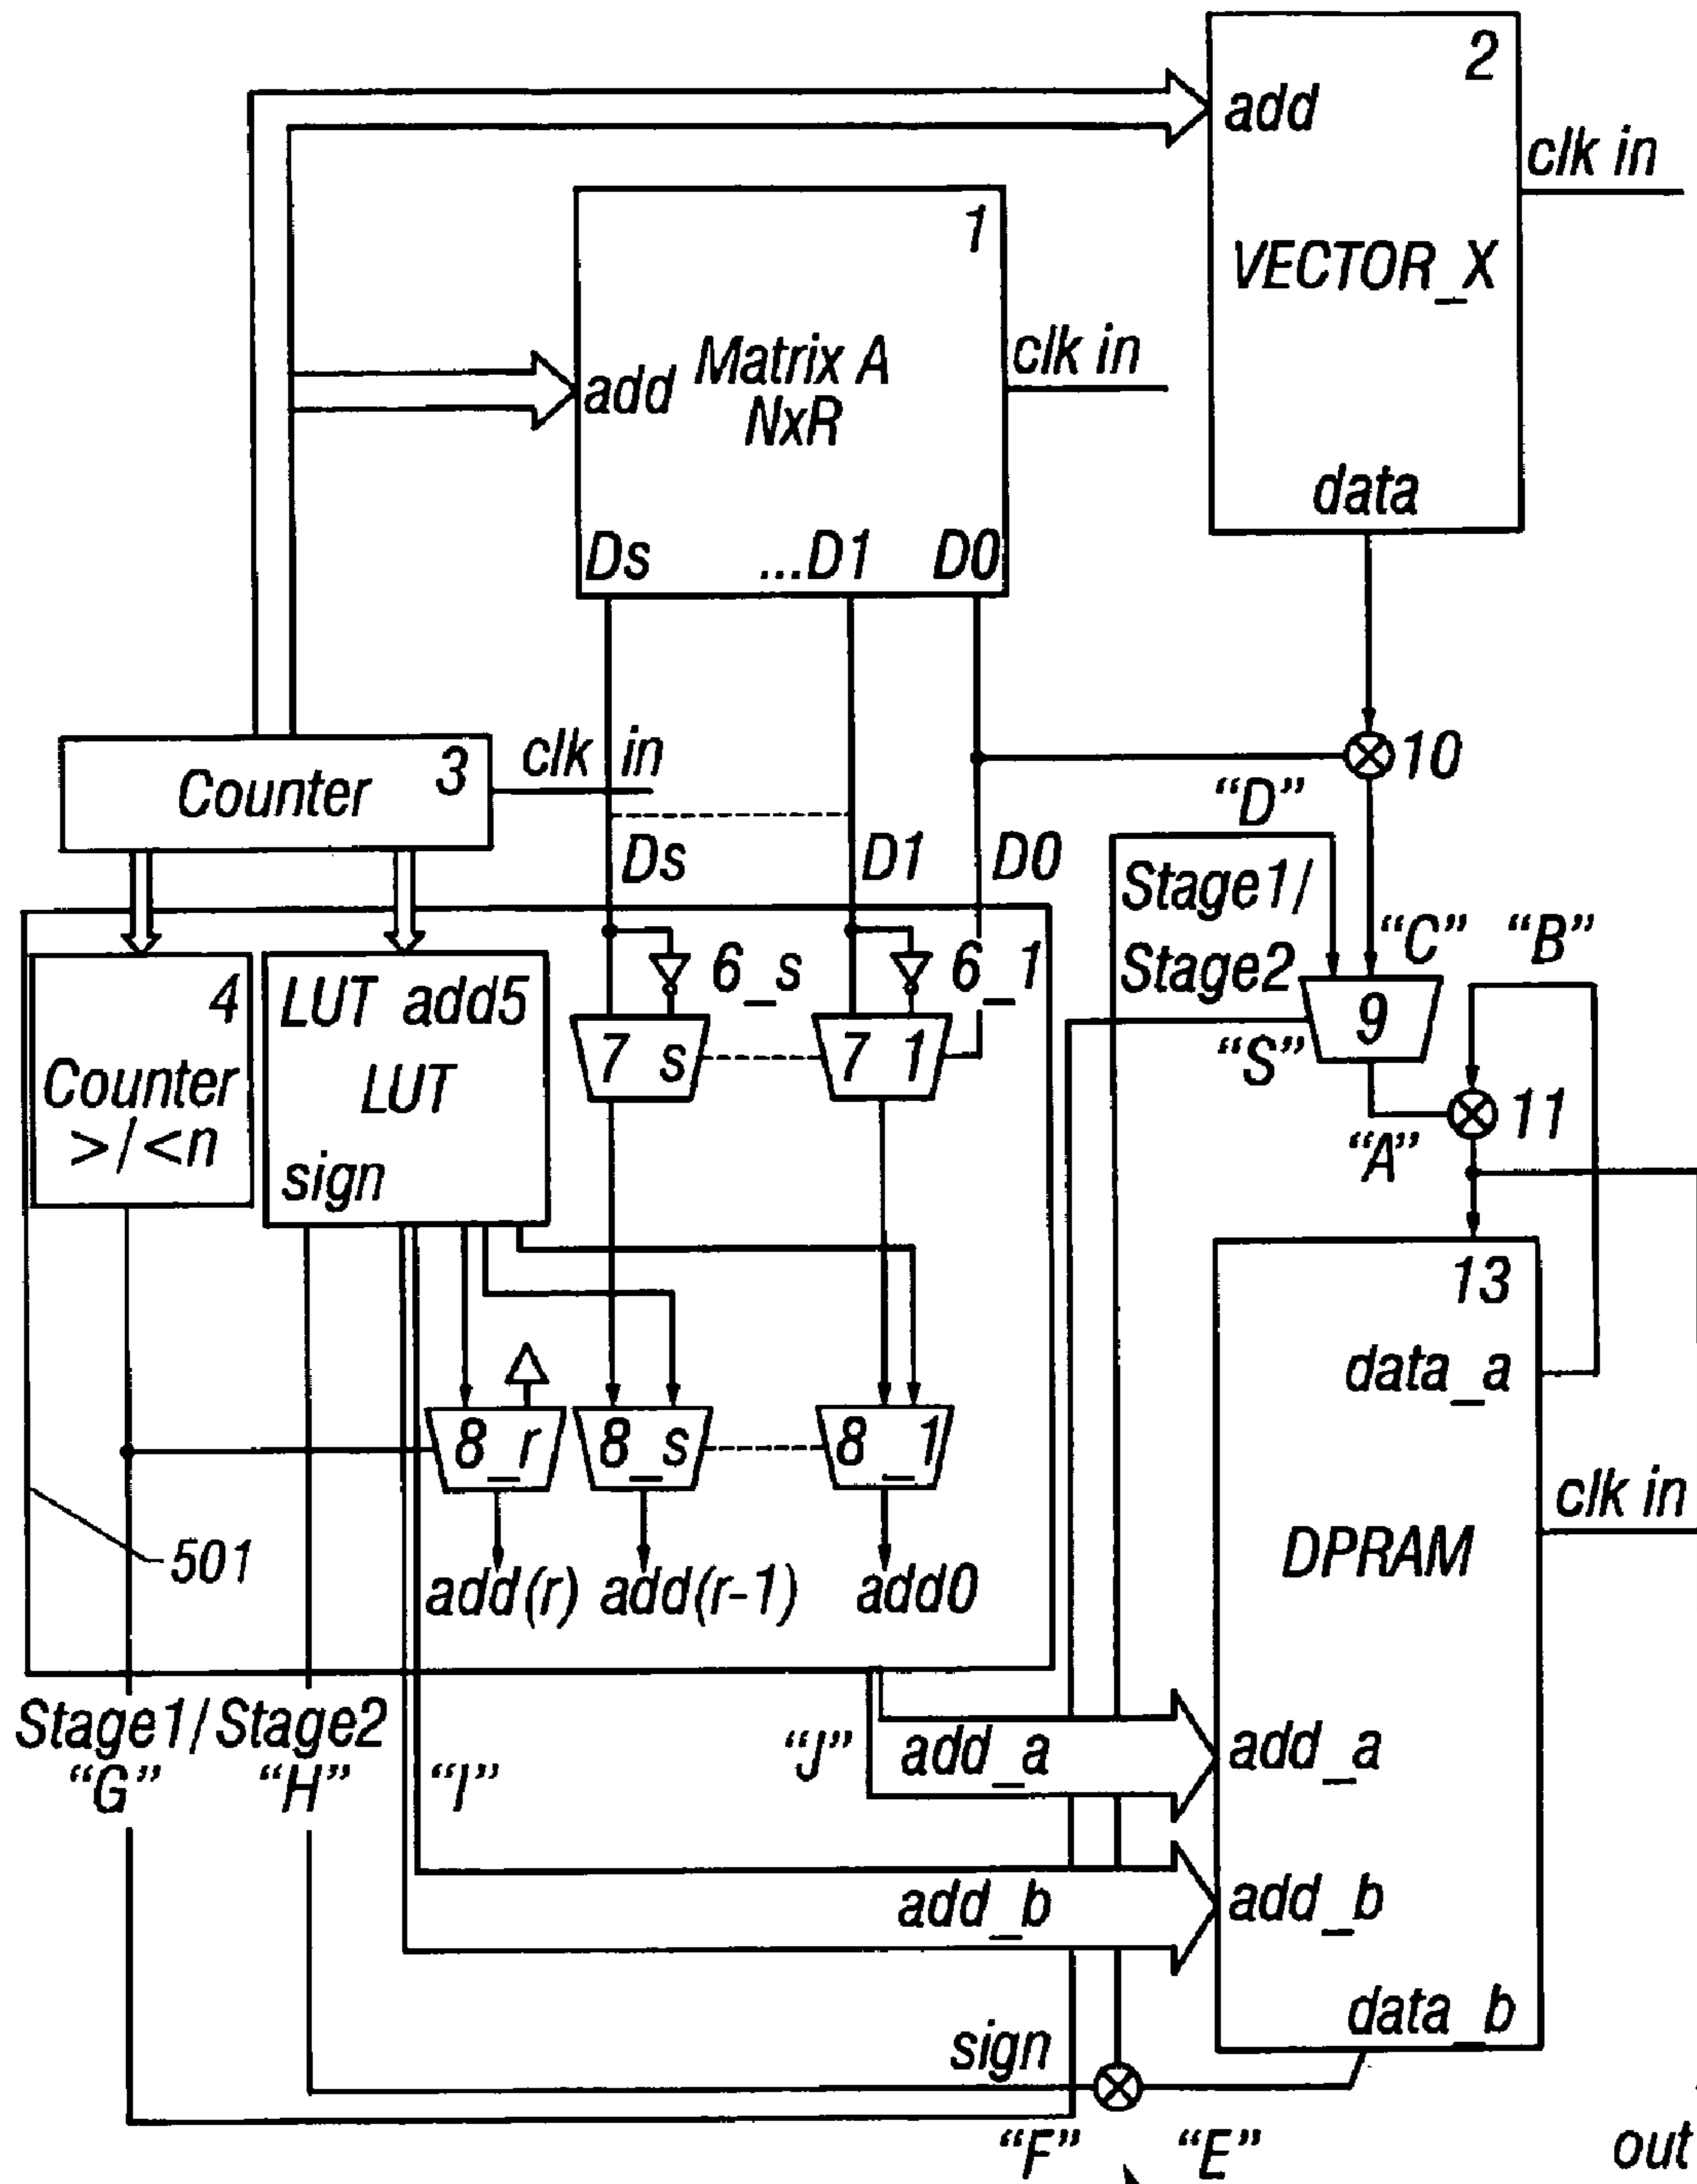 2
add
clk in
VECTOR_X
data
1
Matrix A
NxR
add
clk in
Ds ...D1 D0
10
Counter 3
clk in
"D"
Ds D1 D0
Stage1/
Stage2
"C" "B"
9
"S"
11
"A"
4
Counter
>/<n
LUT add5
LUT
sign
6_s 6_1
7 s
7 1
13
data_a
8_r 8_s 8_1
501
add(r) add(r-1) add0
DPRAM
clk in
Stage1/Stage2
"G" "H" "I" "J"
add_a
add_a
add_b
add_b
data_b
sign
"F" "E"
out